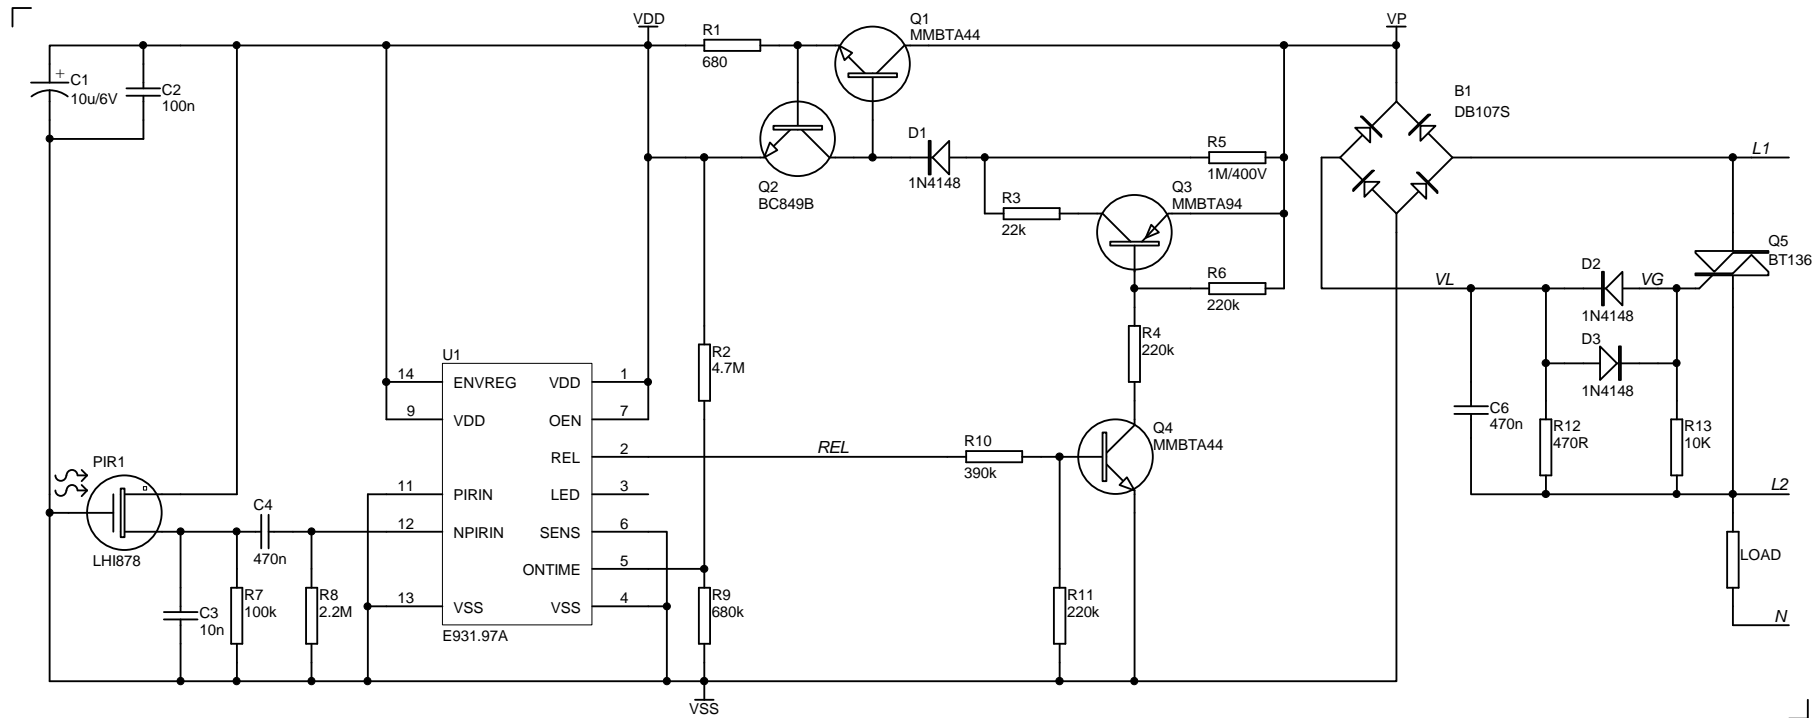 VDD
VP
Q1
MMBTA44
R1
680
C1
10u/6V
+
C2
100n
B1
DB107S
D1
1N4148
R5
1M/400V
L1
Q2
BC849B
R3
22k
Q3
MMBTA94
Q5
BT136
R6
220k
VL
D2
1N4148
VG
R4
220k
D3
1N4148
U1
R2
4.7M
14 ENVREG VDD 1
9 VDD OEN 7
REL 2
REL
11 PIRIN LED 3
12 NPIRIN SENS 6
ONTIME 5
13 VSS VSS 4
E931.97A
R10
390k
Q4
MMBTA44
C6
470n
R12
470R
R13
10K
L2
PIR1
LHI878
C4
470n
LOAD
C3
10n
R7
100k
R8
2.2M
R9
680k
R11
220k
N
VSS